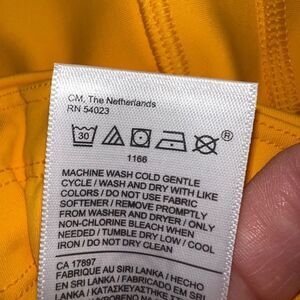 CM. The Netherlands
RN 54023
30
®
1166
MACHINE WASH COLD GENTLE
CYCLE / WASH AND DRY WITH LIKE
COLORS / DO NOT USE FABRIC
SOFTENER / REMOVE PROMPTLY
FROM WASHER AND DRYER / ONLY
NON-CHLORINE BLEACH WHEN
NEEDED / TUMBLE DRY LOW / COOL
IRON / DO NOT DRY CLEAN
CA 17897
FABRIQUE AU SRI LANKA / HECHO
EN SRI LANKA / FABRICADO EM SRI
LANKA /